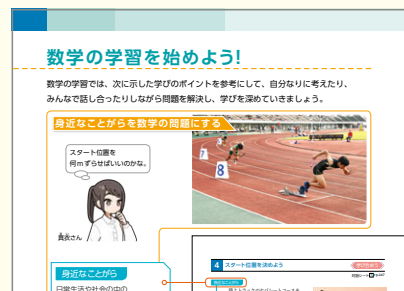 数学の学習を始めよう!
数学の学習では、次に示した学びのポイントを参考にして、自分なりに考えたり、
みんなで話し合ったりしながら問題を解決し、学びを深めていきましょう。
身近なことがらを数学の問題にする
スタート位置を
何mずらせばいいのかな。
7
8
真衣さん
身近なことがら
日常生活や社会の中の
4 スタート位置を決めよう
身近なことがら